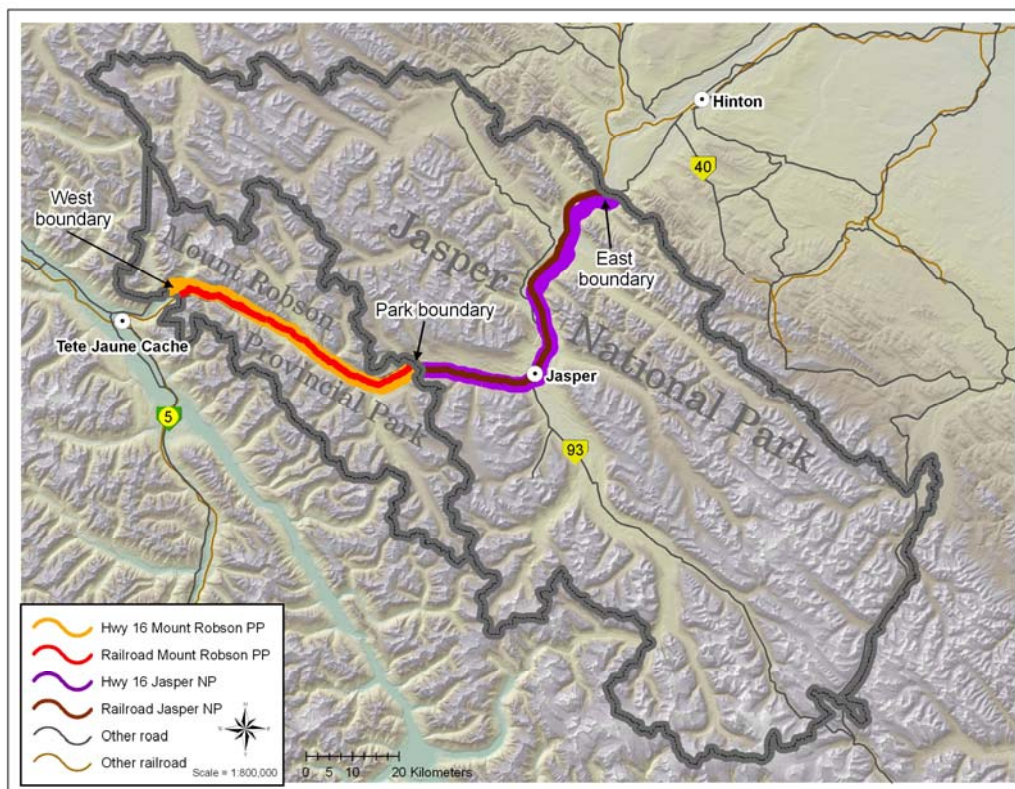 Hinton
40
West
boundary
Mount Robson
Provincial Park
Jasper
National Park
East
boundary
Park boundary
Tete Jaune Cache
Jasper
5
93
Hwy 16 Mount Robson PP
Railroad Mount Robson PP
Hwy 16 Jasper NP
Railroad Jasper NP
Other road
Other railroad
Scale = 1:800,000
0 5 10 20 Kilometers